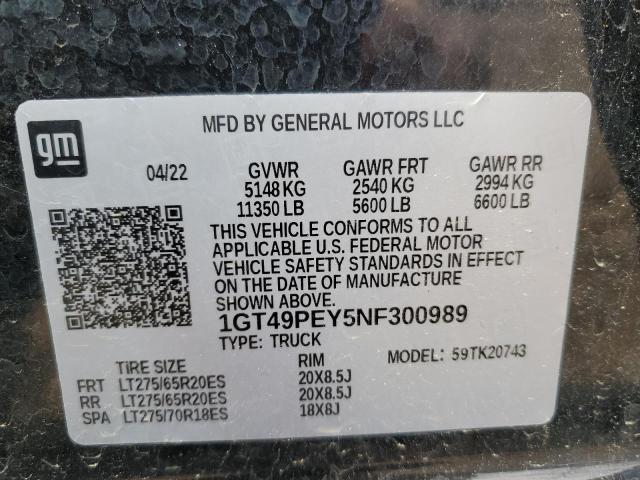 gm
MFD BY GENERAL MOTORS LLC
04/22 GVWR GAWR FRT GAWR RR
5148 KG 2540 KG 2994 KG
11350 LB 5600 LB 6600 LB
THIS VEHICLE CONFORMS TO ALL
APPLICABLE U.S. FEDERAL MOTOR
VEHICLE SAFETY STANDARDS IN EFFECT
ON THE DATE OF MANUFACTURE
SHOWN ABOVE.
1GT49PEY5NF300989
TYPE: TRUCK MODEL: 59TK20743
TIRE SIZE RIM
FRT LT275/65R20ES 20X8.5J
RR LT275/65R20ES 20X8.5J
SPA LT275/70R18ES 18X8J